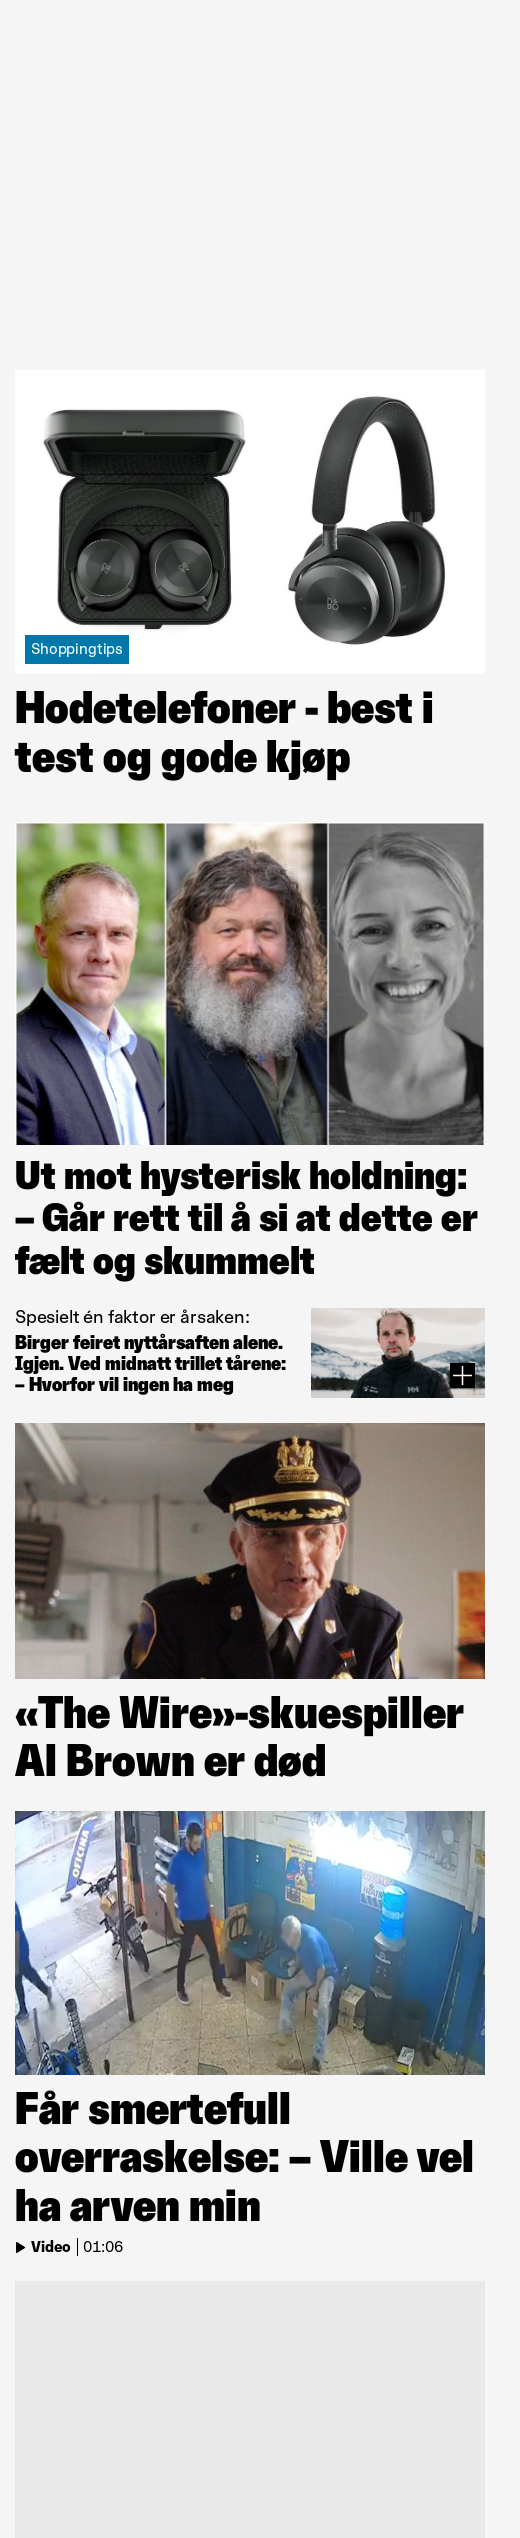 Shoppingtips
Hodetelefoner - best i
test og gode kjøp
Ut mot hysterisk holdning:
– Går rett til å si at dette er
fælt og skummelt
Spesielt én faktor er årsaken:
Birger feiret nyttårsaften alene.
Igjen. Ved midnatt trillet tårene:
– Hvorfor vil ingen ha meg
HH
«The Wire»-skuespiller
Al Brown er død
OFICINA
Får smertefull
overraskelse: – Ville vel
ha arven min
Video | 01:06